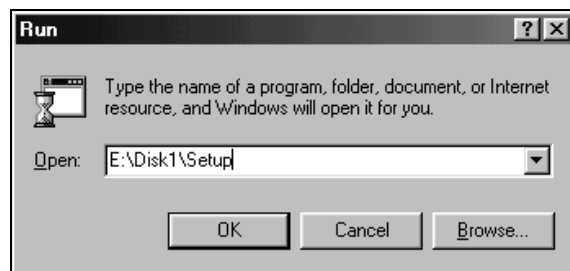 Run
Type the name of a program, folder, document, or Internet
resource, and Windows will open it for you.
Open: E:\Disk1\Setup
OK Cancel Browse...